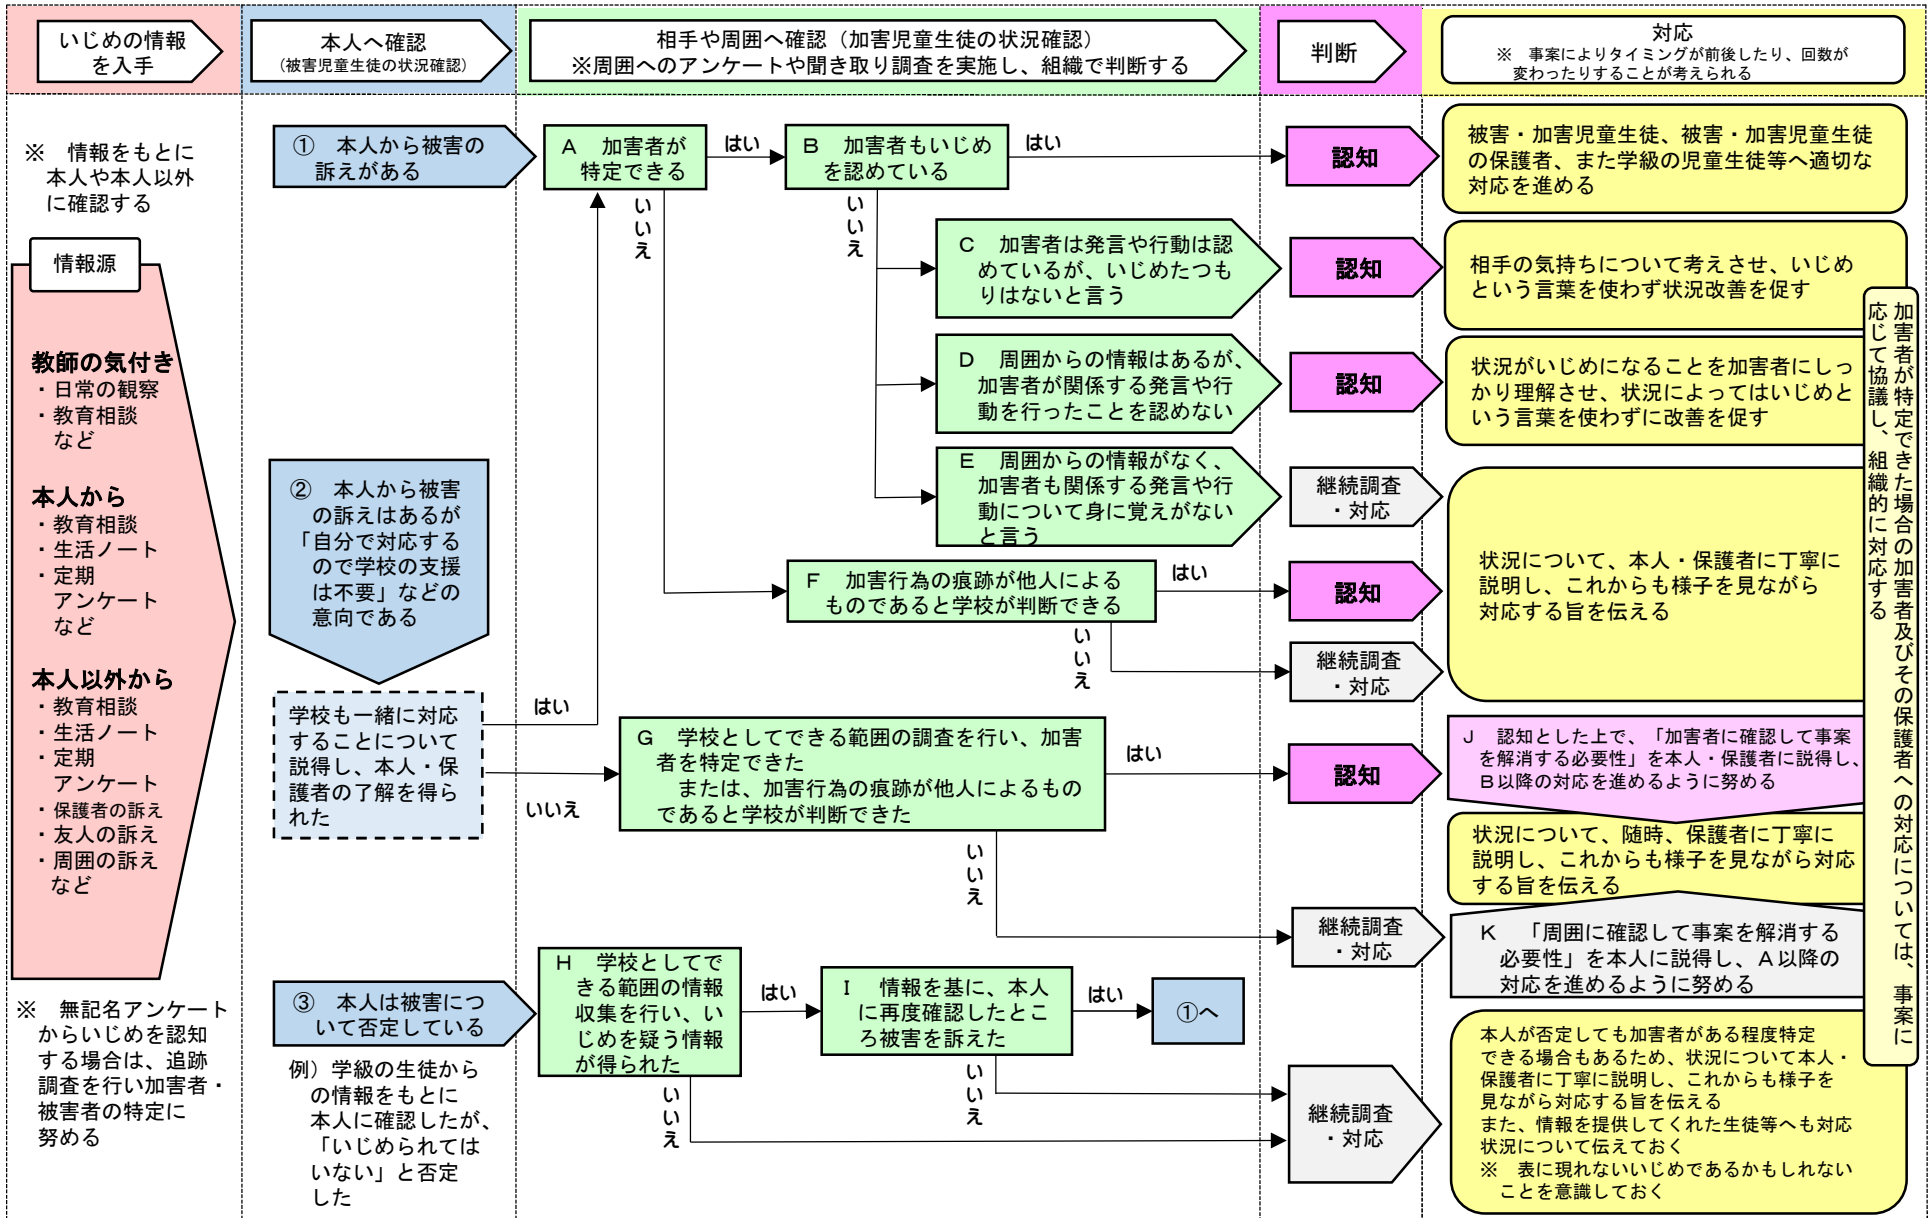 いじめの情報
を入手
本人へ確認
（被害児童生徒の状況確認）
相手や周囲へ確認（加害児童生徒の状況確認）
※周囲へのアンケートや聞き取り調査を実施し、組織で判断する
判断
対応
※　事案によりタイミングが前後したり、回数が
変わったりすることが考えられる
※　情報をもとに
本人や本人以外
に確認する
情報源
教師の気付き
・日常の観察
・教育相談
など
本人から
・教育相談
・生活ノート
・定期
アンケート
など
本人以外から
・教育相談
・生活ノート
・定期
アンケート
・保護者の訴え
・友人の訴え
・周囲の訴え
など
※　無記名アンケート
からいじめを認知
する場合は、追跡
調査を行い加害者・
被害者の特定に
努める
①　本人から被害の
訴えがある
A　加害者が
特定できる
はい
いいえ
B　加害者もいじめ
を認めている
はい
いいえ
認知
被害・加害児童生徒、被害・加害児童生徒
の保護者、また学級の児童生徒等へ適切な
対応を進める
C　加害者は発言や行動は認
めているが、いじめたつも
りはないと言う
認知
相手の気持ちについて考えさせ、いじめ
という言葉を使わず状況改善を促す
D　周囲からの情報はあるが、
加害者が関係する発言や行
動を行ったことを認めない
認知
状況がいじめになることを加害者にしっ
かり理解させ、状況によってはいじめと
いう言葉を使わずに改善を促す
E　周囲からの情報がなく、
加害者も関係する発言や行
動について身に覚えがない
と言う
継続調査
・対応
F　加害行為の痕跡が他人による
ものであると学校が判断できる
はい
いいえ
認知
継続調査
・対応
状況について、本人・保護者に丁寧に
説明し、これからも様子を見ながら
対応する旨を伝える
②　本人から被害
の訴えはあるが
「自分で対応する
ので学校の支援
は不要」などの
意向である
学校も一緒に対応
することについて
説得し、本人・保
護者の了解を得ら
れた
はい
いいえ
G　学校としてできる範囲の調査を行い、加害
者を特定できた
または、加害行為の痕跡が他人によるもの
であると学校が判断できた
はい
いいえ
認知
J　認知とした上で、「加害者に確認して事案
を解消する必要性」を本人・保護者に説得し、
B以降の対応を進めるように努める
状況について、随時、保護者に丁寧に
説明し、これからも様子を見ながら対応
する旨を伝える
継続調査
・対応
K　「周囲に確認して事案を解消する
必要性」を本人に説得し、A以降の
対応を進めるように努める
③　本人は被害につ
いて否定している
例）学級の生徒から
の情報をもとに
本人に確認したが、
「いじめられては
いない」と否定
した
H　学校としてで
きる範囲の情報
収集を行い、い
じめを疑う情報
が得られた
はい
いいえ
I　情報を基に、本人
に再度確認したとこ
ろ被害を訴えた
はい
いいえ
①へ
継続調査
・対応
本人が否定しても加害者がある程度特定
できる場合もあるため、状況について本人・
保護者に丁寧に説明し、これからも様子を
見ながら対応する旨を伝える
また、情報を提供してくれた生徒等へも対応
状況について伝えておく
※　表に現れないいじめであるかもしれない
ことを意識しておく
加害者が特定できた場合の加害者及びその保護者への対応については、事案に
応じて協議し、組織的に対応する